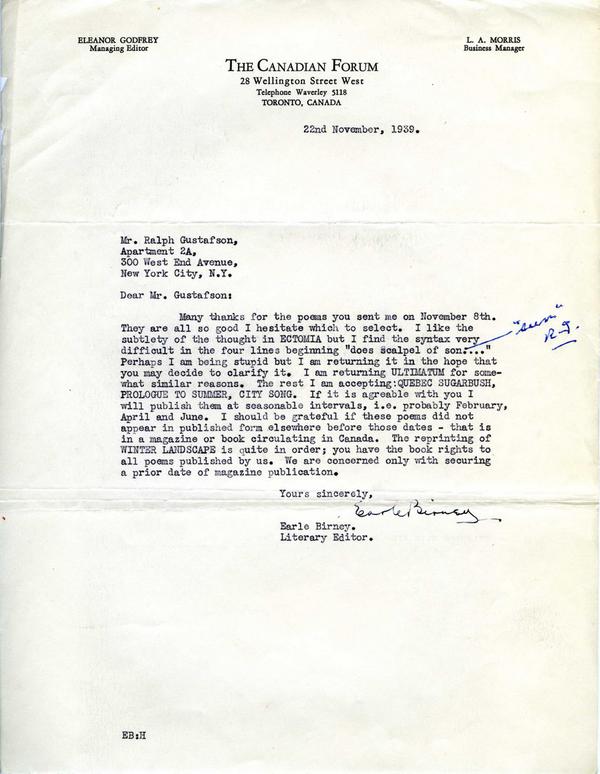 ELEANOR GODFREY
Managing Editor
L. A. MORRIS
Business Manager
THE CANADIAN FORUM
28 Wellington Street West
Telephone Waverley 5118
TORONTO, CANADA
22nd November, 1939.
Mr. Ralph Gustafson,
Apartment 2A,
300 West End Avenue,
New York City, N.Y.
Dear Mr. Gustafson:
Many thanks for the poems you sent me on November 8th.
They are all so good I hesitate which to select. I like the
subtlety of the thought in ECTOMIA but I find the syntax very
difficult in the four lines beginning "does scalpel of son...."
"seen"
R.G.
Perhaps I am being stupid but I am returning it in the hope that
you may decide to clarify it. I am returning ULTIMATUM for some-
what similar reasons. The rest I am accepting:QUEBEC SUGARBUSH,
PROLOGUE TO SUMMER, CITY SONG. If it is agreable with you I
will publish them at seasonable intervals, i.e. probably February,
April and June. I should be grateful if these poems did not
appear in published form elsewhere before those dates - that is
in a magazine or book circulating in Canada. The reprinting of
WINTER LANDSCAPE is quite in order; you have the book rights to
all poems published by us. We are concerned only with securing
a prior date of magazine publication.
Yours sincerely,
Earle Birney
Earle Birney.
Literary Editor.
EB:H